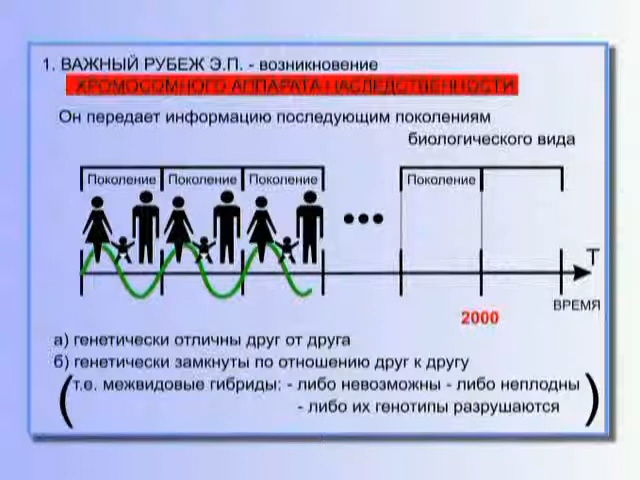 1. ВАЖНЫЙ РУБЕЖ Э.П. - возникновение
ХРОМОСОМНОГО АППАРАТА НАСЛЕДСТВЕННОСТИ
Он передает информацию последующим поколениям
биологического вида
Поколение Поколение Поколение Поколение
Т
ВРЕМЯ
2000
а) генетически отличны друг от друга
б) генетически замкнуты по отношению друг к другу
(т.е. межвидовые гибриды: - либо невозможны - либо неплодны
- либо их генотипы разрушаются)